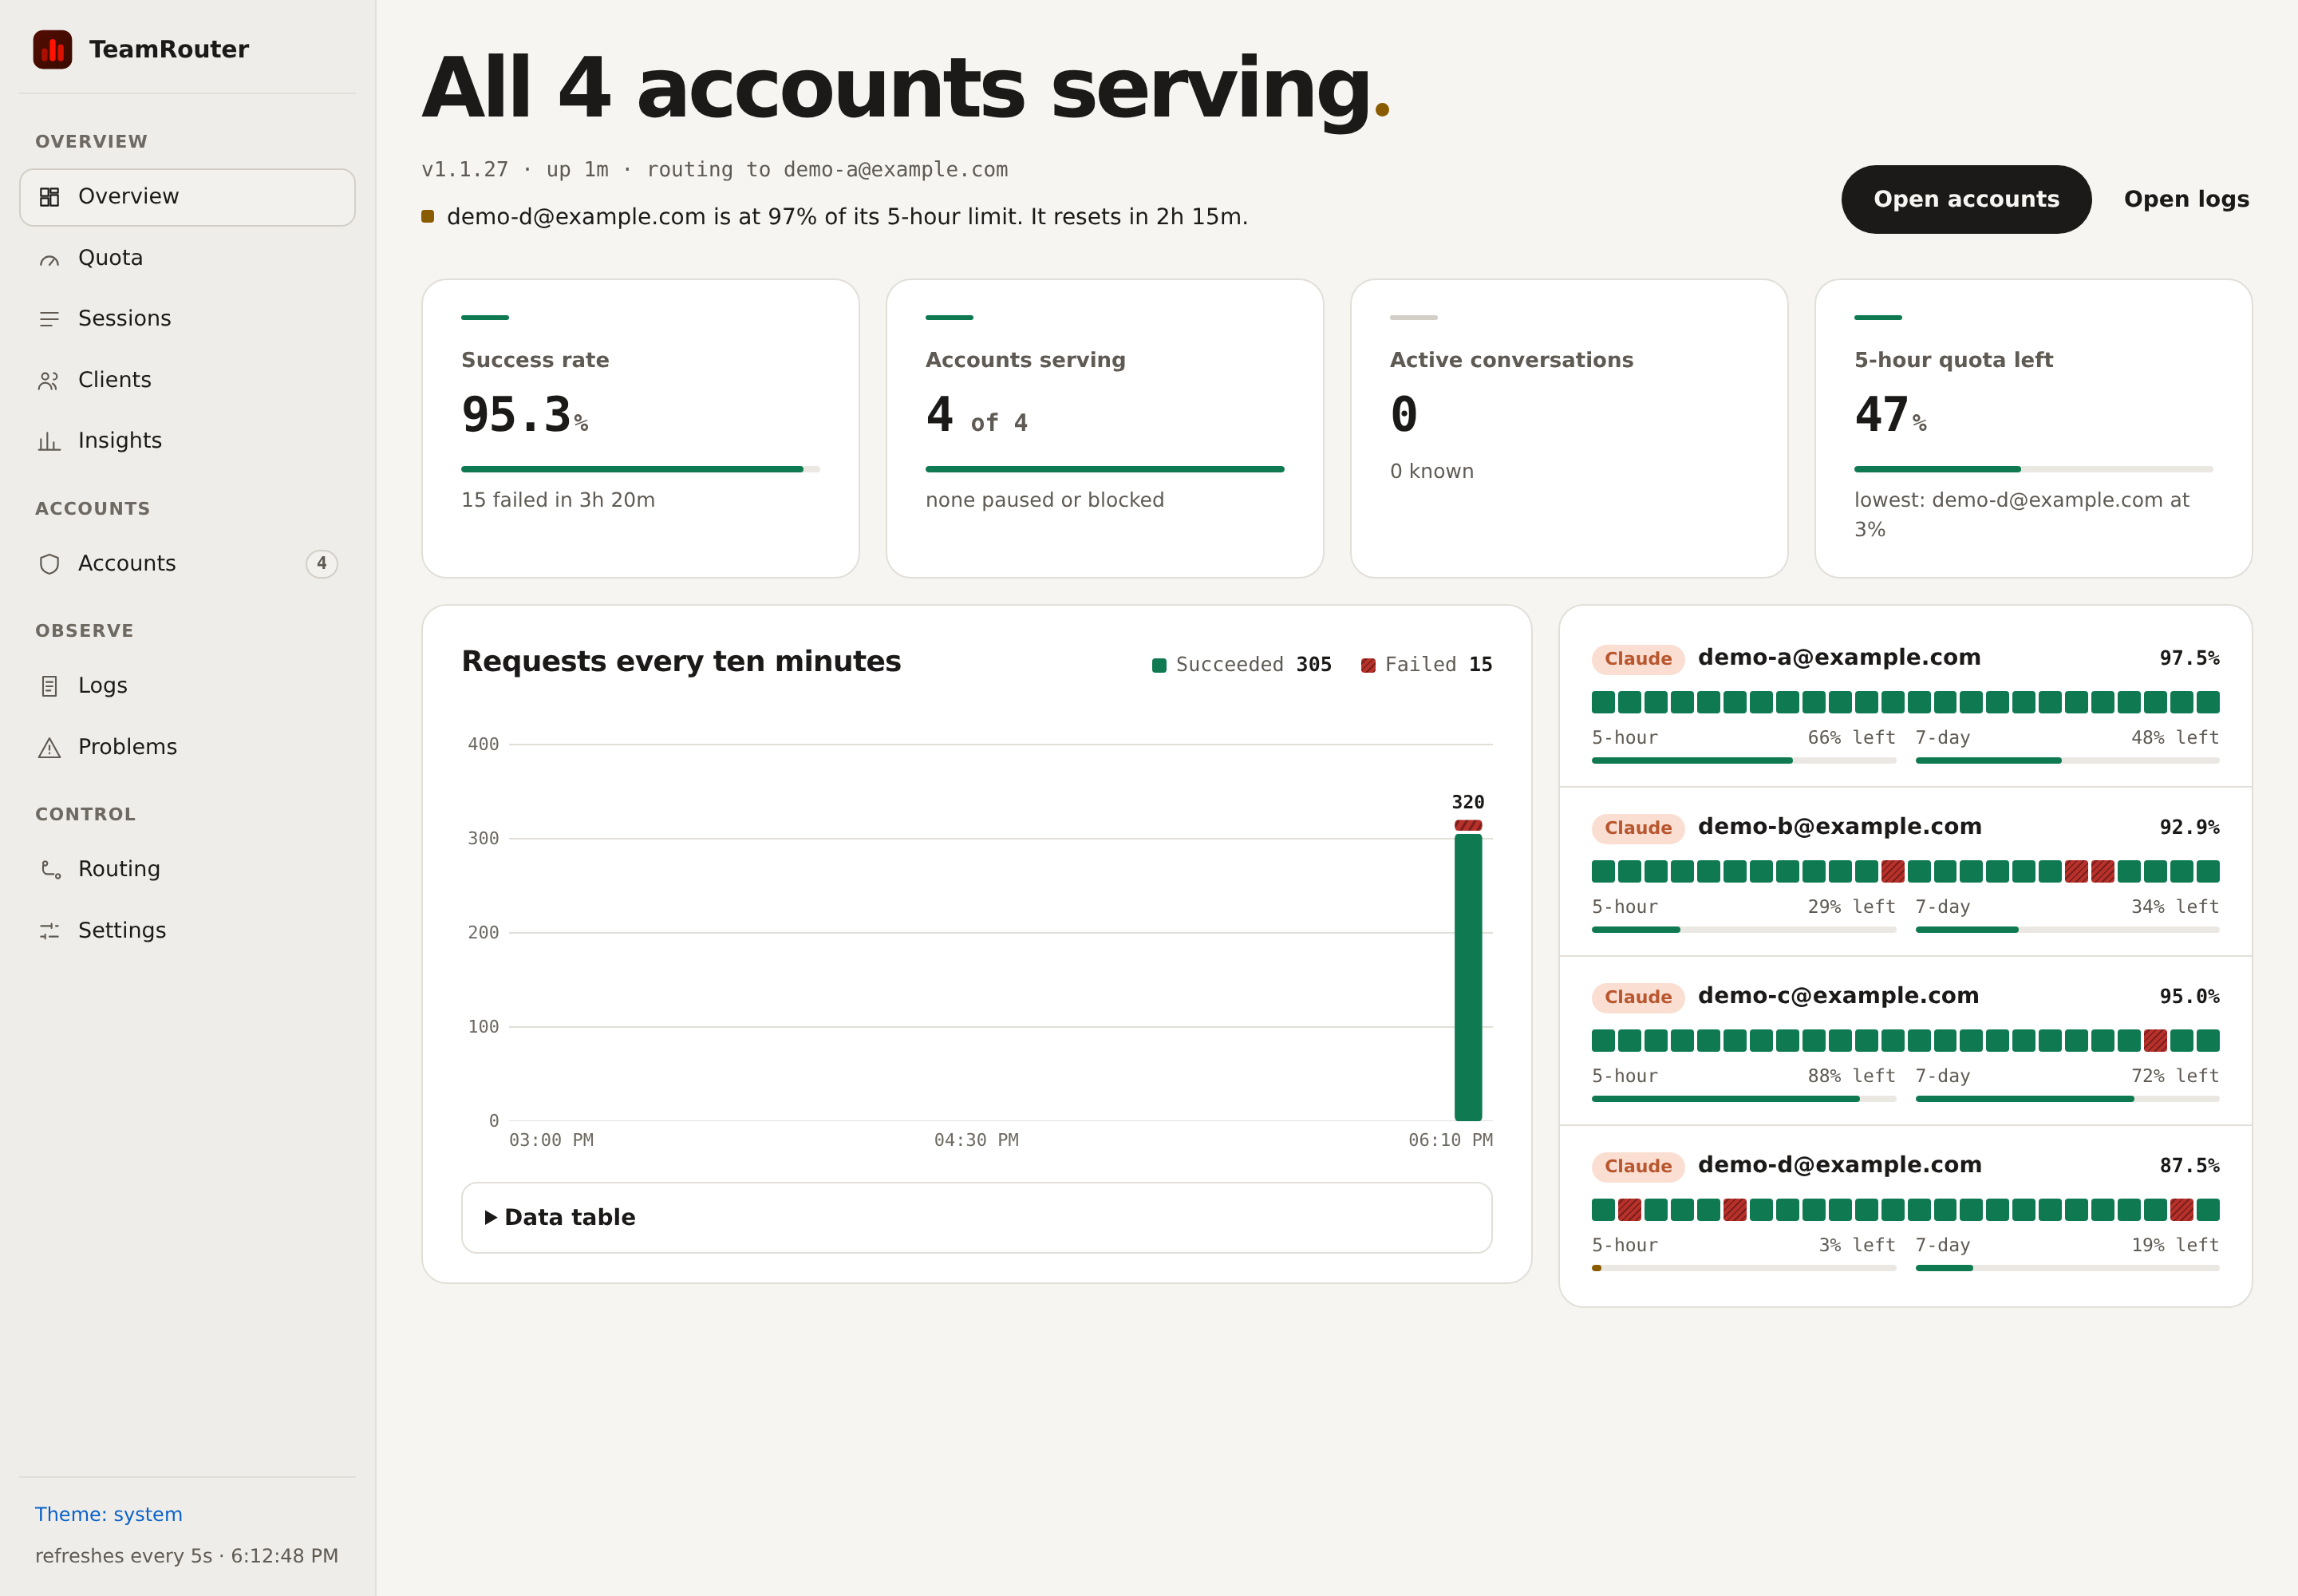 TeamRouter
OVERVIEW
Overview
Quota
Sessions
Clients
Insights
ACCOUNTS
Accounts 4
OBSERVE
Logs
Problems
CONTROL
Routing
Settings
Theme: system
refreshes every 5s · 6:12:48 PM
All 4 accounts serving.
v1.1.27 · up 1m · routing to demo-a@example.com
demo-d@example.com is at 97% of its 5-hour limit. It resets in 2h 15m.
Open accounts Open logs
Success rate
95.3%
15 failed in 3h 20m
Accounts serving
4 of 4
none paused or blocked
Active conversations
0
0 known
5-hour quota left
47%
lowest: demo-d@example.com at
3%
Requests every ten minutes
Succeeded 305 Failed 15
400
320
300
200
100
0
03:00 PM 04:30 PM 06:10 PM
Data table
Claude demo-a@example.com 97.5%
5-hour 66% left 7-day 48% left
Claude demo-b@example.com 92.9%
5-hour 29% left 7-day 34% left
Claude demo-c@example.com 95.0%
5-hour 88% left 7-day 72% left
Claude demo-d@example.com 87.5%
5-hour 3% left 7-day 19% left